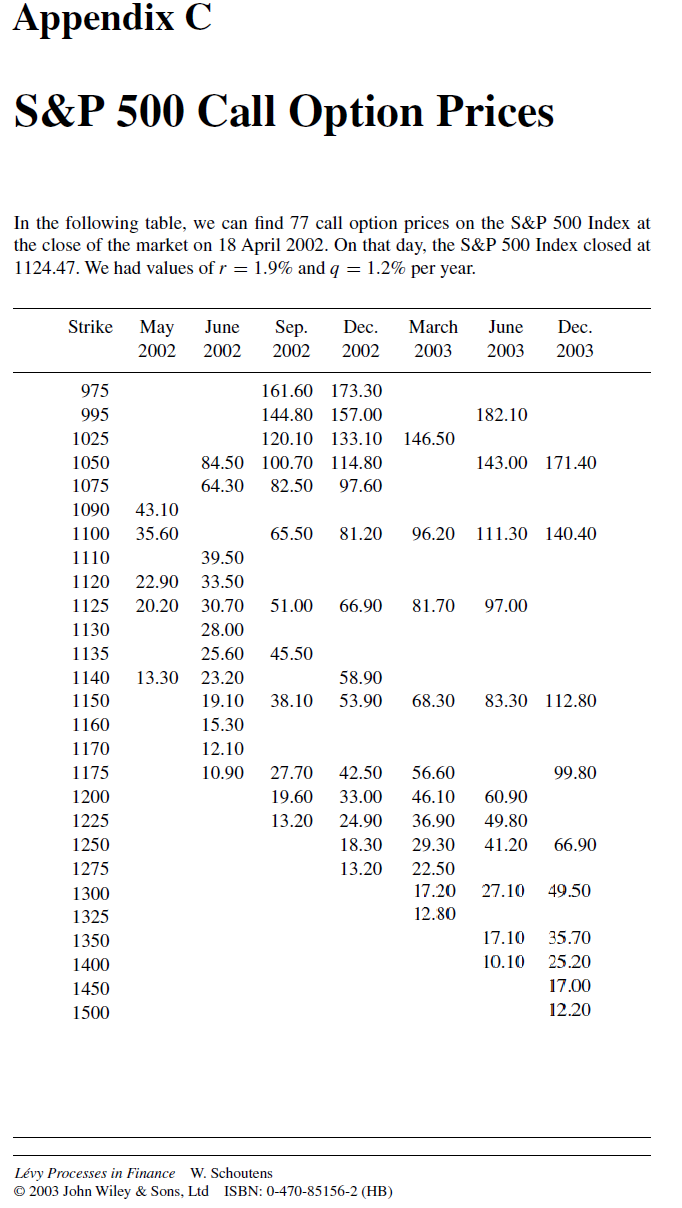 Appendix C
S&P 500 Call Option Prices
In the following table, we can find 77 call option prices on the S&P 500 Index at
the close of the market on 18 April 2002. On that day, the S&P 500 Index closed at
1124.47. We had values of r = 1.9% and q = 1.2% per year.
Strike May June Sep. Dec. March June Dec.
2002 2002 2002 2002 2003 2003 2003
975 161.60 173.30
995 144.80 157.00 182.10
1025 120.10 133.10 146.50
1050 84.50 100.70 114.80 143.00 171.40
1075 64.30 82.50 97.60
1090 43.10
1100 35.60 65.50 81.20 96.20 111.30 140.40
1110 39.50
1120 22.90 33.50
1125 20.20 30.70 51.00 66.90 81.70 97.00
1130 28.00
1135 25.60 45.50
1140 13.30 23.20 58.90
1150 19.10 38.10 53.90 68.30 83.30 112.80
1160 15.30
1170 12.10
1175 10.90 27.70 42.50 56.60 99.80
1200 19.60 33.00 46.10 60.90
1225 13.20 24.90 36.90 49.80
1250 18.30 29.30 41.20 66.90
1275 13.20 22.50
1300 17.20 27.10 49.50
1325 12.80
1350 17.10 35.70
1400 10.10 25.20
1450 17.00
1500 12.20
Lévy Processes in Finance W. Schoutens
© 2003 John Wiley & Sons, Ltd ISBN: 0-470-85156-2 (HB)